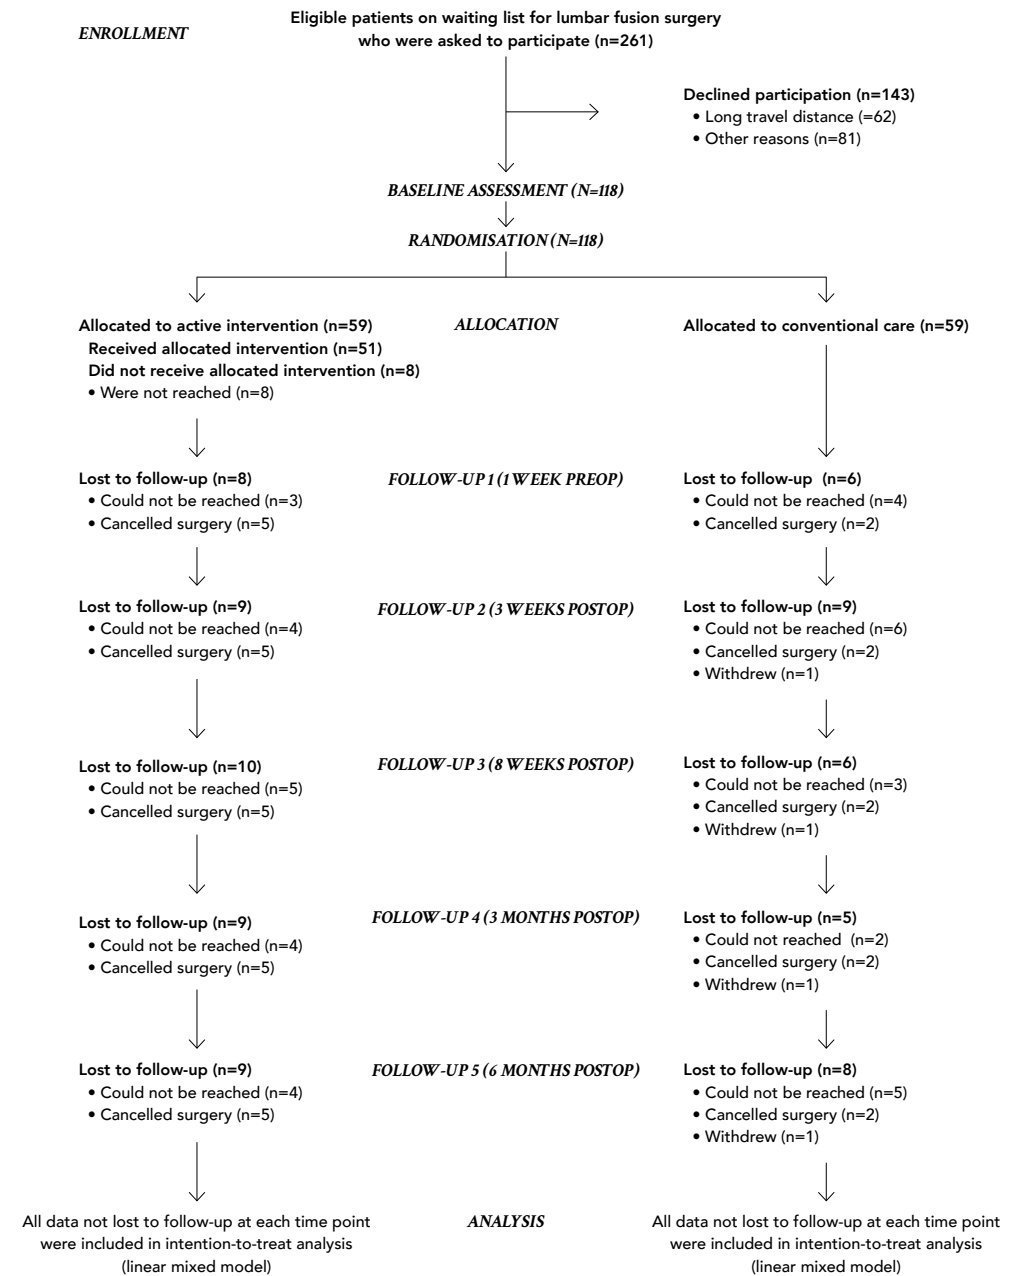 ENROLLMENT
Eligible patients on waiting list for lumbar fusion surgery
who were asked to participate (n=261)
Declined participation (n=143)
• Long travel distance (=62)
• Other reasons (n=81)
BASELINE ASSESSMENT (N=118)
RANDOMISATION (N=118)
Allocated to active intervention (n=59)
Received allocated intervention (n=51)
Did not receive allocated intervention (n=8)
• Were not reached (n=8)
ALLOCATION
Allocated to conventional care (n=59)
Lost to follow-up (n=8)
• Could not be reached (n=3)
• Cancelled surgery (n=5)
FOLLOW-UP 1 (1 WEEK PREOP)
Lost to follow-up (n=6)
• Could not be reached (n=4)
• Cancelled surgery (n=2)
Lost to follow-up (n=9)
• Could not be reached (n=4)
• Cancelled surgery (n=5)
FOLLOW-UP 2 (3 WEEKS POSTOP)
Lost to follow-up (n=9)
• Could not be reached (n=6)
• Cancelled surgery (n=2)
• Withdrew (n=1)
Lost to follow-up (n=10)
• Could not be reached (n=5)
• Cancelled surgery (n=5)
FOLLOW-UP 3 (8 WEEKS POSTOP)
Lost to follow-up (n=6)
• Could not be reached (n=3)
• Cancelled surgery (n=2)
• Withdrew (n=1)
Lost to follow-up (n=9)
• Could not be reached (n=4)
• Cancelled surgery (n=5)
FOLLOW-UP 4 (3 MONTHS POSTOP)
Lost to follow-up (n=5)
• Could not reached (n=2)
• Cancelled surgery (n=2)
• Withdrew (n=1)
Lost to follow-up (n=9)
• Could not be reached (n=4)
• Cancelled surgery (n=5)
FOLLOW-UP 5 (6 MONTHS POSTOP)
Lost to follow-up (n=8)
• Could not be reached (n=5)
• Cancelled surgery (n=2)
• Withdrew (n=1)
All data not lost to follow-up at each time point
were included in intention-to-treat analysis
(linear mixed model)
ANALYSIS
All data not lost to follow-up at each time point
were included in intention-to-treat analysis
(linear mixed model)